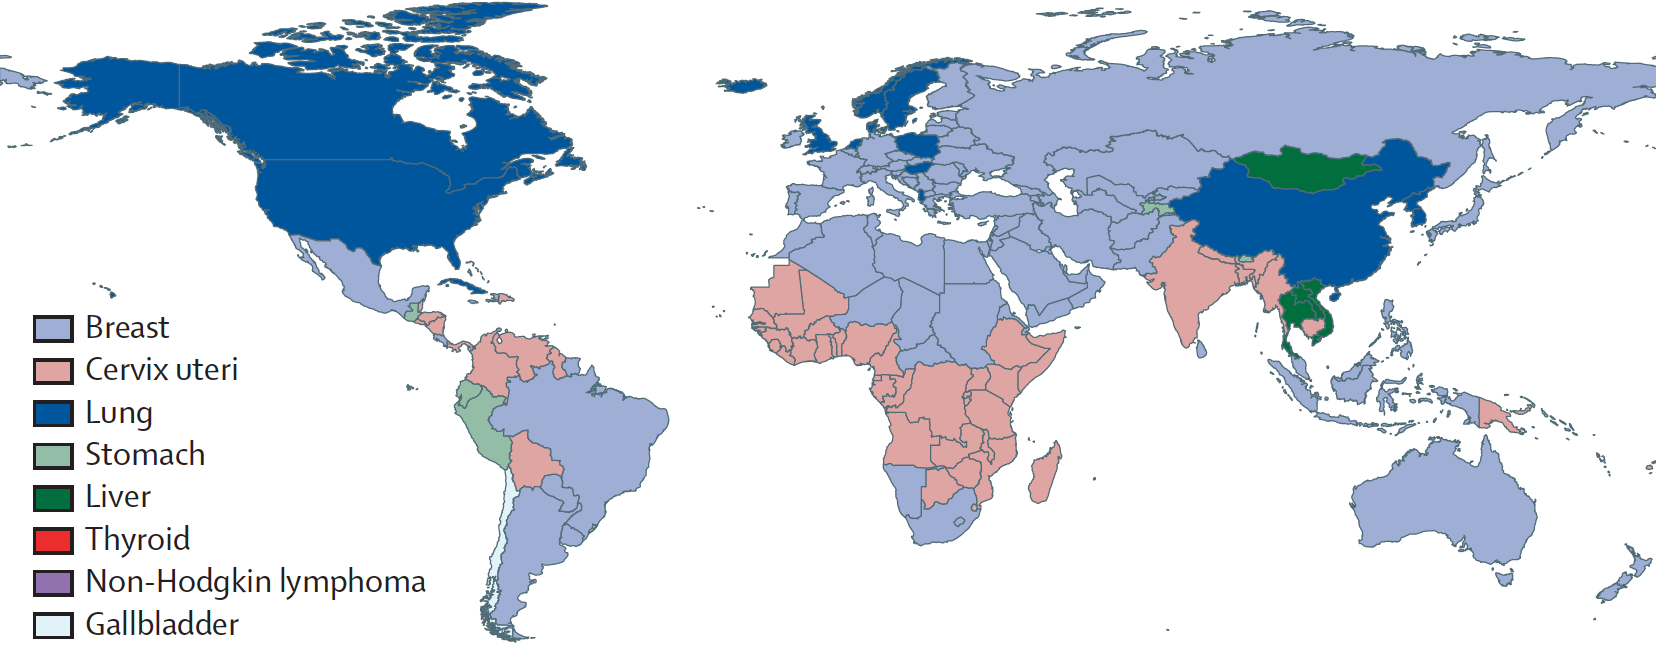 Breast
Cervix uteri
Lung
Stomach
Liver
Thyroid
Non-Hodgkin lymphoma
Gallbladder